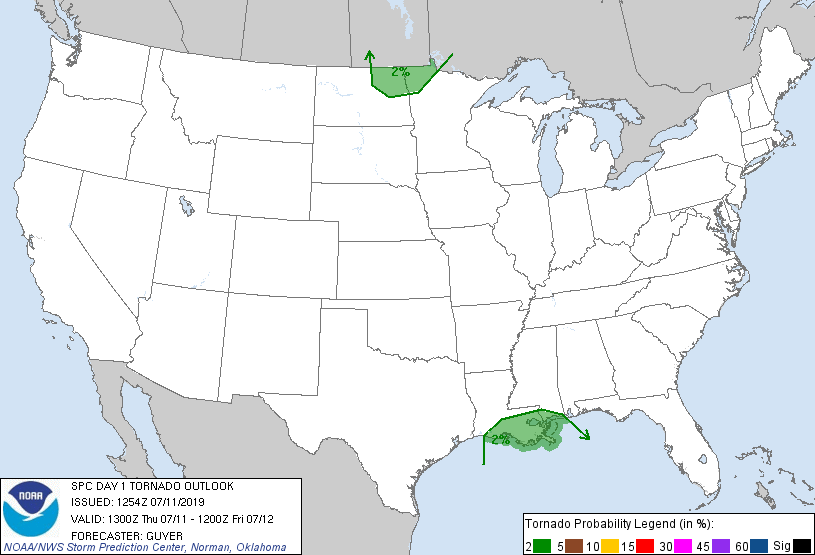 2%
2%
NOAA
SPC DAY 1 TORNADO OUTLOOK
ISSUED: 1254Z 07/11/2019
VALID: 1300Z Thu 07/11 - 1200Z Fri 07/12
FORECASTER: GUYER
NOAA/NWS Storm Prediction Center, Norman, Oklahoma
Tornado Probability Legend (in %):
2 5 10 15 30 45 60 Sig